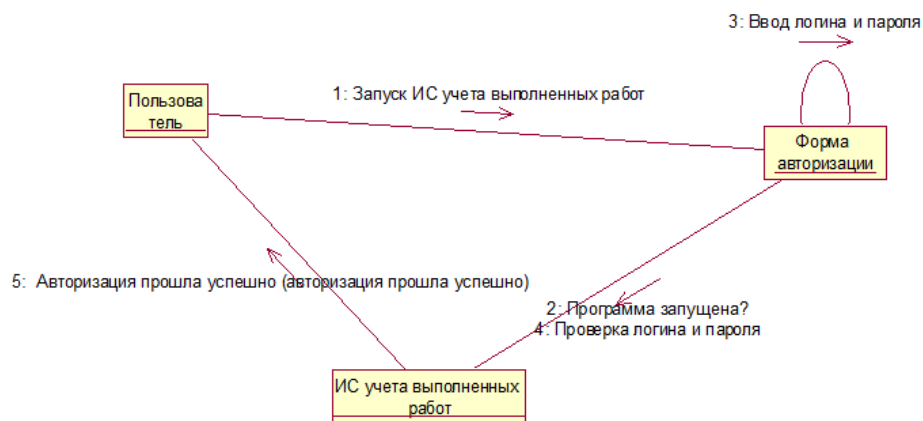 3: Ввод логина и пароля
1: Запуск ИС учета выполненных работ
Пользова
тель
Форма
авторизации
5: Авторизация прошла успешно (авторизация прошла успешно)
2: Программа запущена?
4: Проверка логина и пароля
ИС учета выполненных
работ